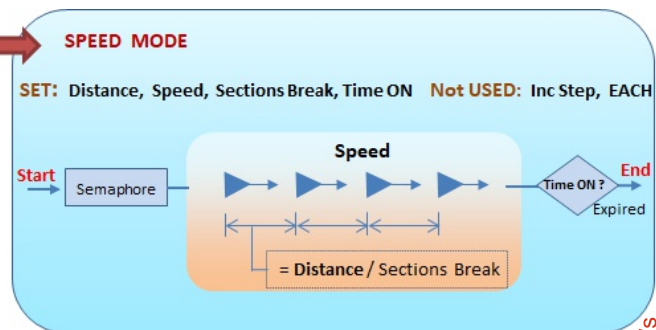 SPEED MODE
SET: Distance, Speed, Sections Break, Time ON Not USED: Inc Step, EACH
Speed
Start
Semaphore
Time ON ?
End
Expired
= Distance / Sections Break
S